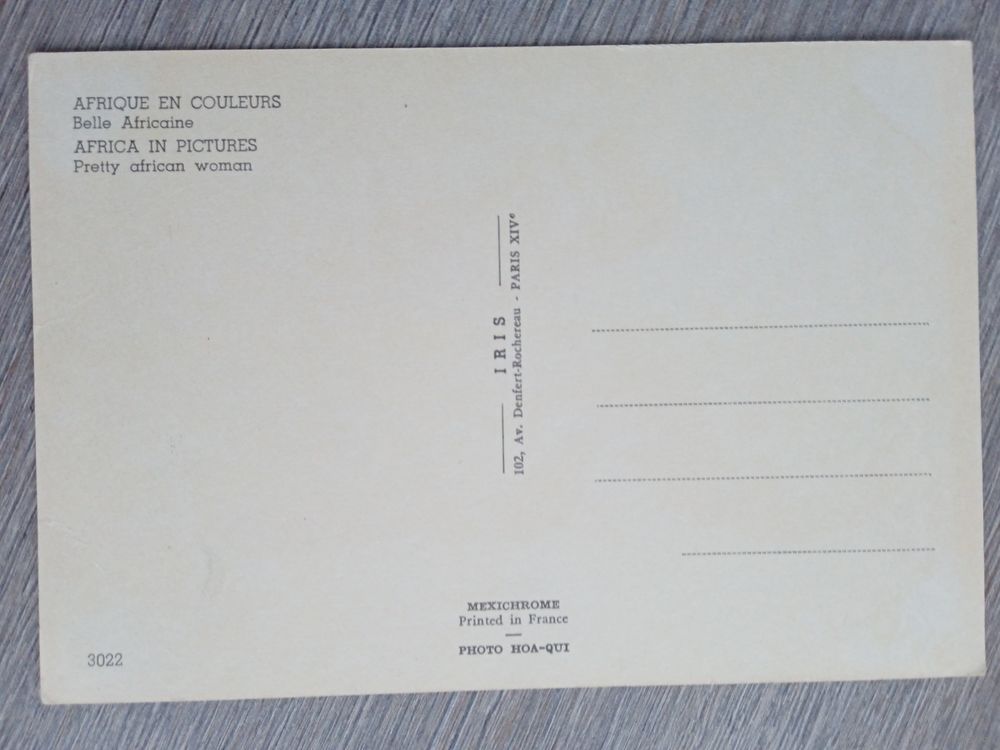 AFRIQUE EN COULEURS
Belle Africaine
AFRICA IN PICTURES
Pretty african woman
IRIS
102, Av. Denfert-Rochereau - PARIS XIVe
MEXICHROME
Printed in France
PHOTO HOA-QUI
3022